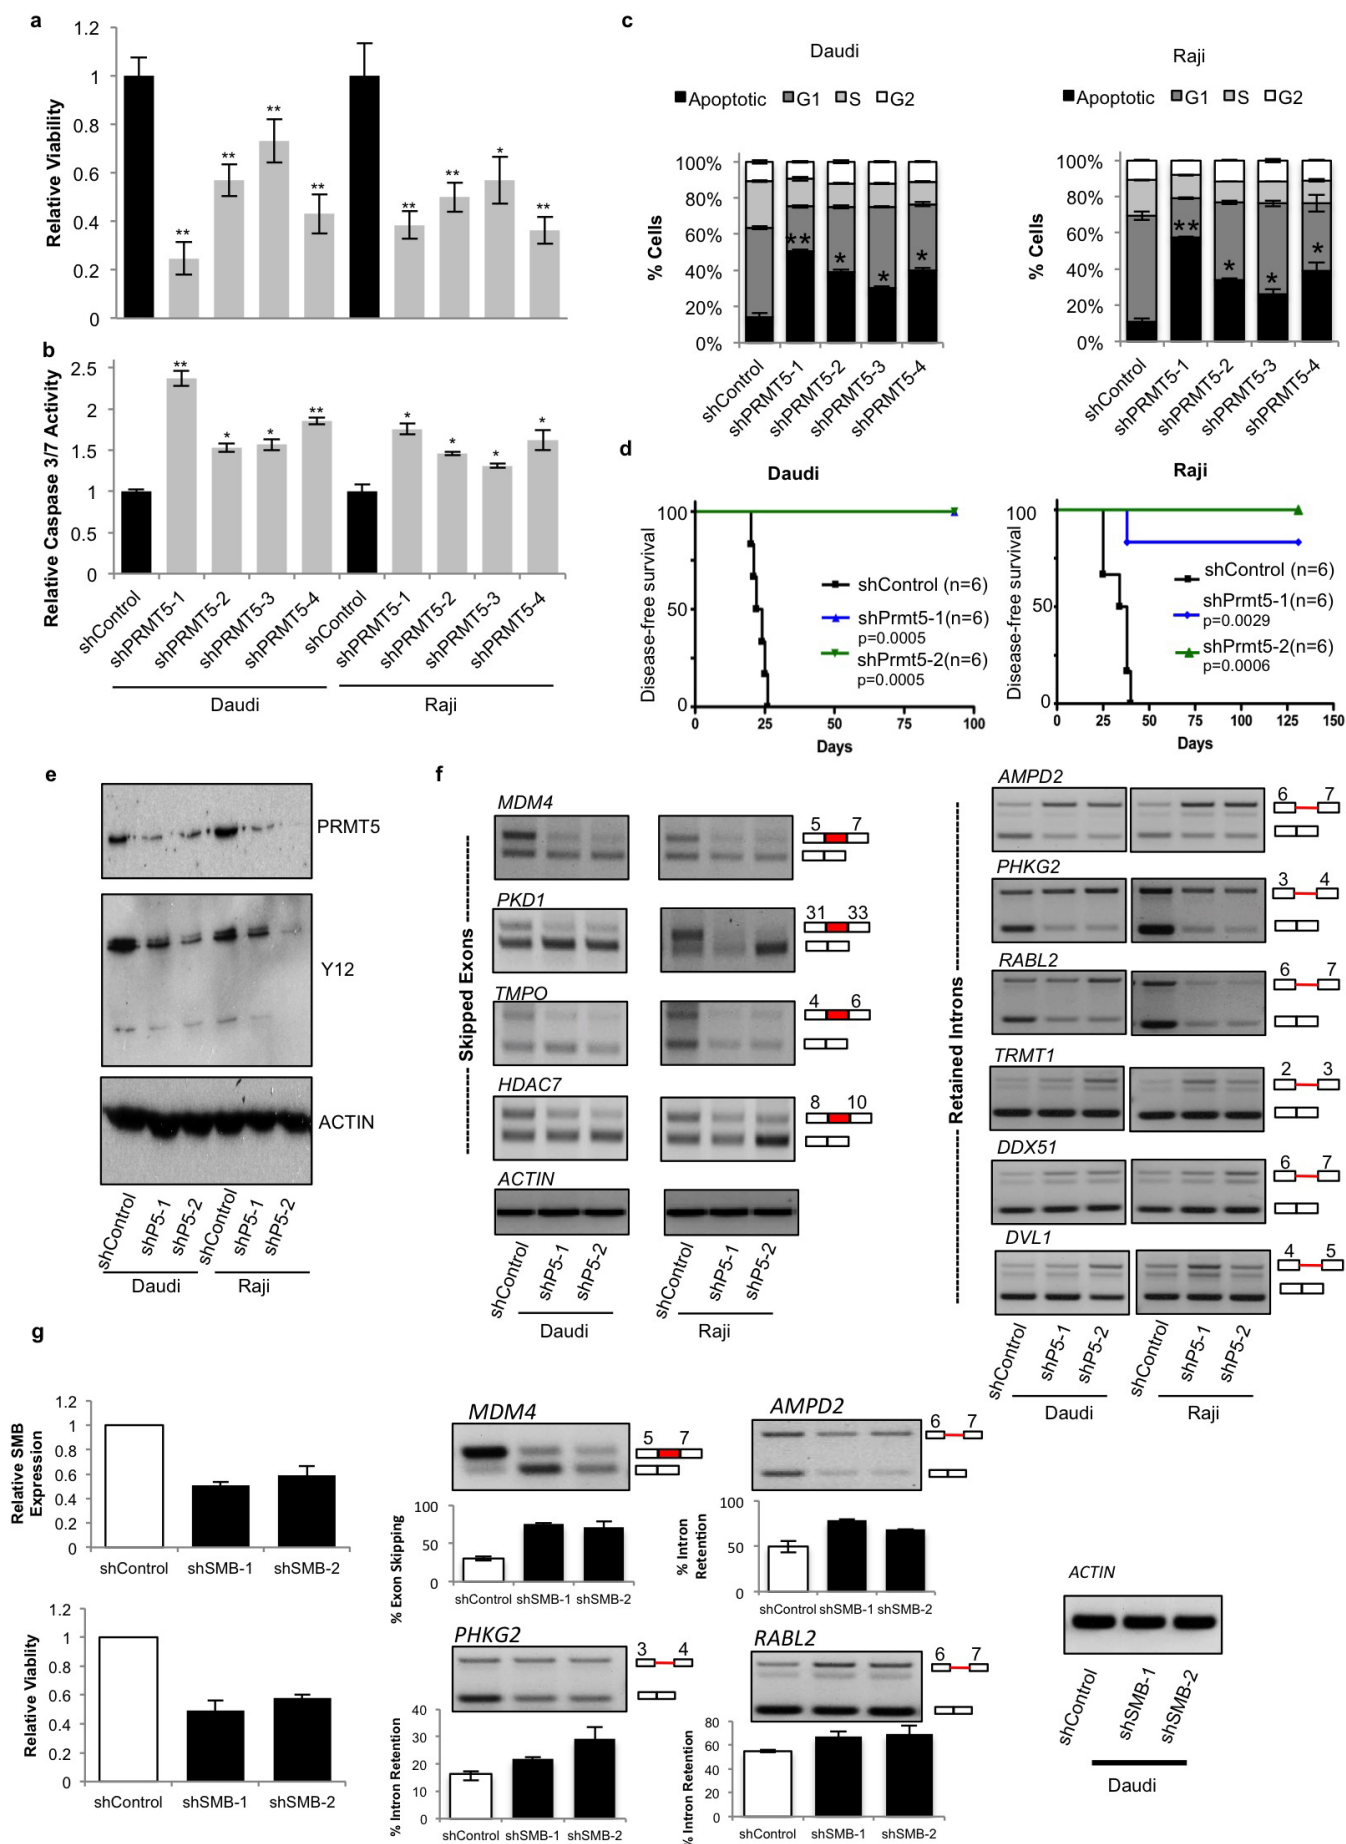 a
Relative Viability
1.2
1
0.8
0.6
0.4
0.2
0
** ** ** ** ** ** * **
b
Relative Caspase 3/7 Activity
2.5
2
1.5
1
0.5
0
** * * ** * * * *
shControl shPRMT5-1 shPRMT5-2 shPRMT5-3 shPRMT5-4 shControl shPRMT5-1 shPRMT5-2 shPRMT5-3 shPRMT5-4
Daudi Raji
c
Daudi
Apoptotic G1 S G2
% Cells
100%
80%
60%
40%
20%
0%
** * * *
shControl shPRMT5-1 shPRMT5-2 shPRMT5-3 shPRMT5-4
Raji
Apoptotic G1 S G2
% Cells
100%
80%
60%
40%
20%
0%
** * * *
shControl shPRMT5-1 shPRMT5-2 shPRMT5-3 shPRMT5-4
d
Daudi
Disease-free survival
100
50
0
shControl (n=6)
shPrmt5-1(n=6)
p=0.0005
shPrmt5-2(n=6)
p=0.0005
0 25 50 75 100
Days
Raji
Disease-free survival
100
50
0
shControl (n=6)
shPrmt5-1(n=6)
p=0.0029
shPrmt5-2(n=6)
p=0.0006
0 25 50 75 100 125 150
Days
e
PRMT5
Y12
ACTIN
shControl shP5-1 shP5-2 shControl shP5-1 shP5-2
Daudi Raji
f
Skipped Exons
MDM4
5 7
PKD1
31 33
TMPO
4 6
HDAC7
8 10
ACTIN
shControl shP5-1 shP5-2 shControl shP5-1 shP5-2
Daudi Raji
Retained Introns
AMPD2
6 7
PHKG2
3 4
RABL2
6 7
TRMT1
2 3
DDX51
6 7
DVL1
4 5
shControl shP5-1 shP5-2 shControl shP5-1 shP5-2
Daudi Raji
g
Relative SMB
Expression
1.2
1
0.8
0.6
0.4
0.2
0
shControl shSMB-1 shSMB-2
Relative Viablity
1.2
1
0.8
0.6
0.4
0.2
0
shControl shSMB-1 shSMB-2
MDM4
5 7
% Exon Skipping
100
50
0
shControl shSMB-1 shSMB-2
AMPD2
6 7
% Intron
Retention
100
50
0
shControl shSMB-1 shSMB-2
PHKG2
3 4
% Intron Retention
40
30
20
10
0
shControl shSMB-1 shSMB-2
RABL2
6 7
% Intron Retention
80
60
40
20
0
shControl shSMB-1 shSMB-2
ACTIN
shControl shSMB-1 shSMB-2
Daudi